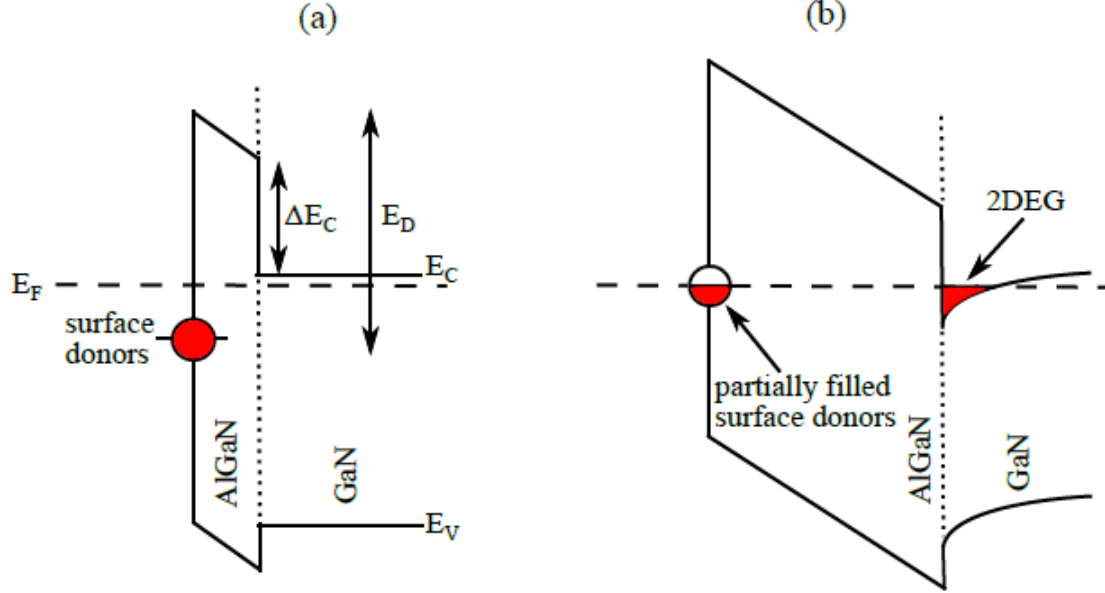 (a)
(b)
ΔE_C
E_D
E_C
E_F
surface
donors
AlGaN
GaN
E_V
2DEG
partially filled
surface donors
AlGaN
GaN